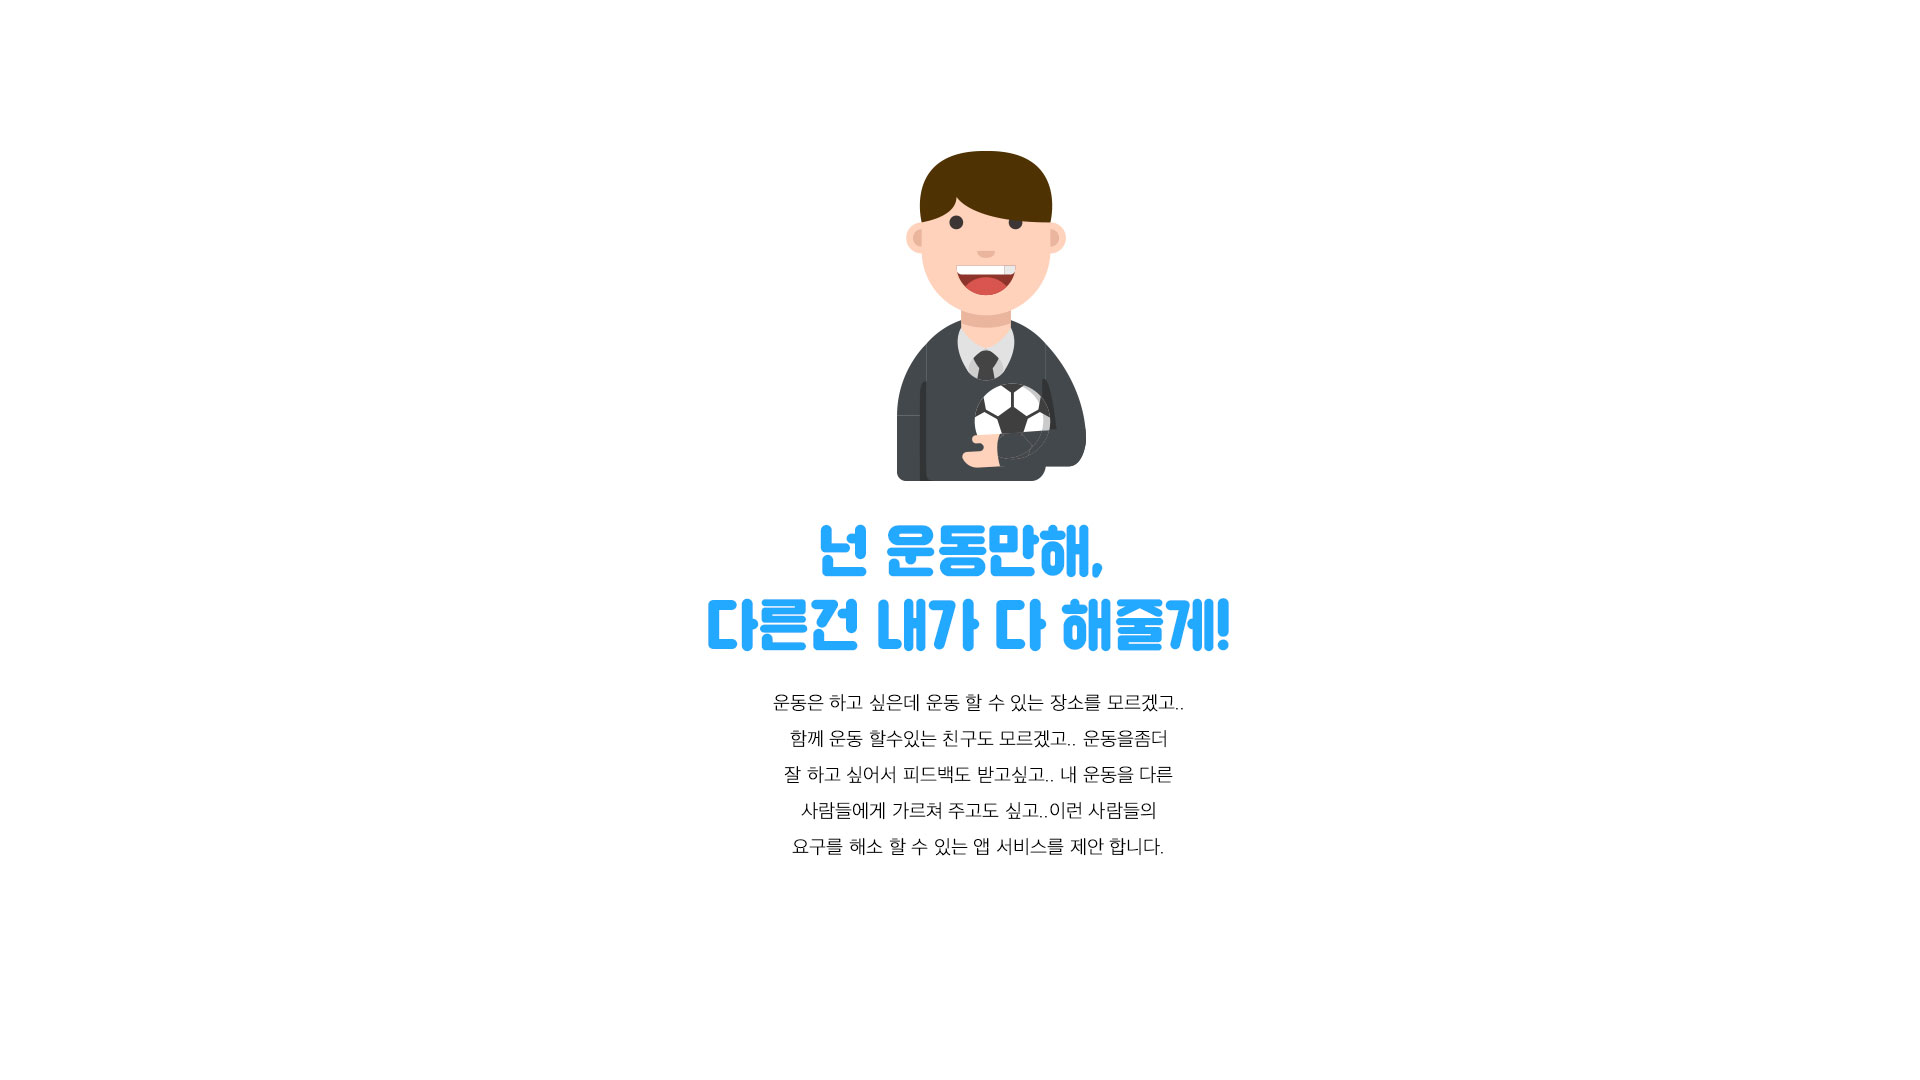 넌 운동만해,
다른건 내가 다 해줄게!
운동은 하고 싶은데 운동 할 수 있는 장소를 모르겠고..
함께 운동 할수있는 친구도 모르겠고.. 운동을좀더
잘 하고 싶어서 피드백도 받고싶고.. 내 운동을 다른
사람들에게 가르쳐 주고도 싶고..이런 사람들의
요구를 해소 할 수 있는 앱 서비스를 제안 합니다.